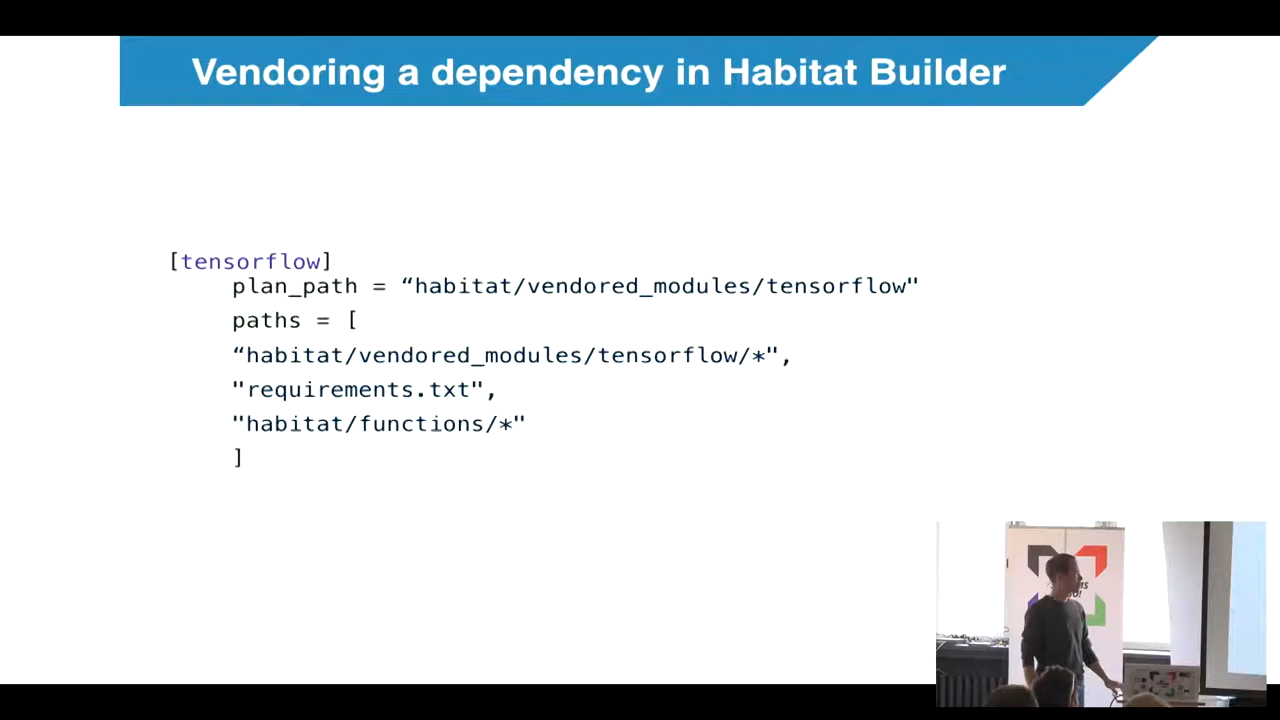 Vendoring a dependency in Habitat Builder
[tensorflow]
plan_path = “habitat/vendored_modules/tensorflow"
paths = [
“habitat/vendored_modules/tensorflow/*",
"requirements.txt",
"habitat/functions/*"
]